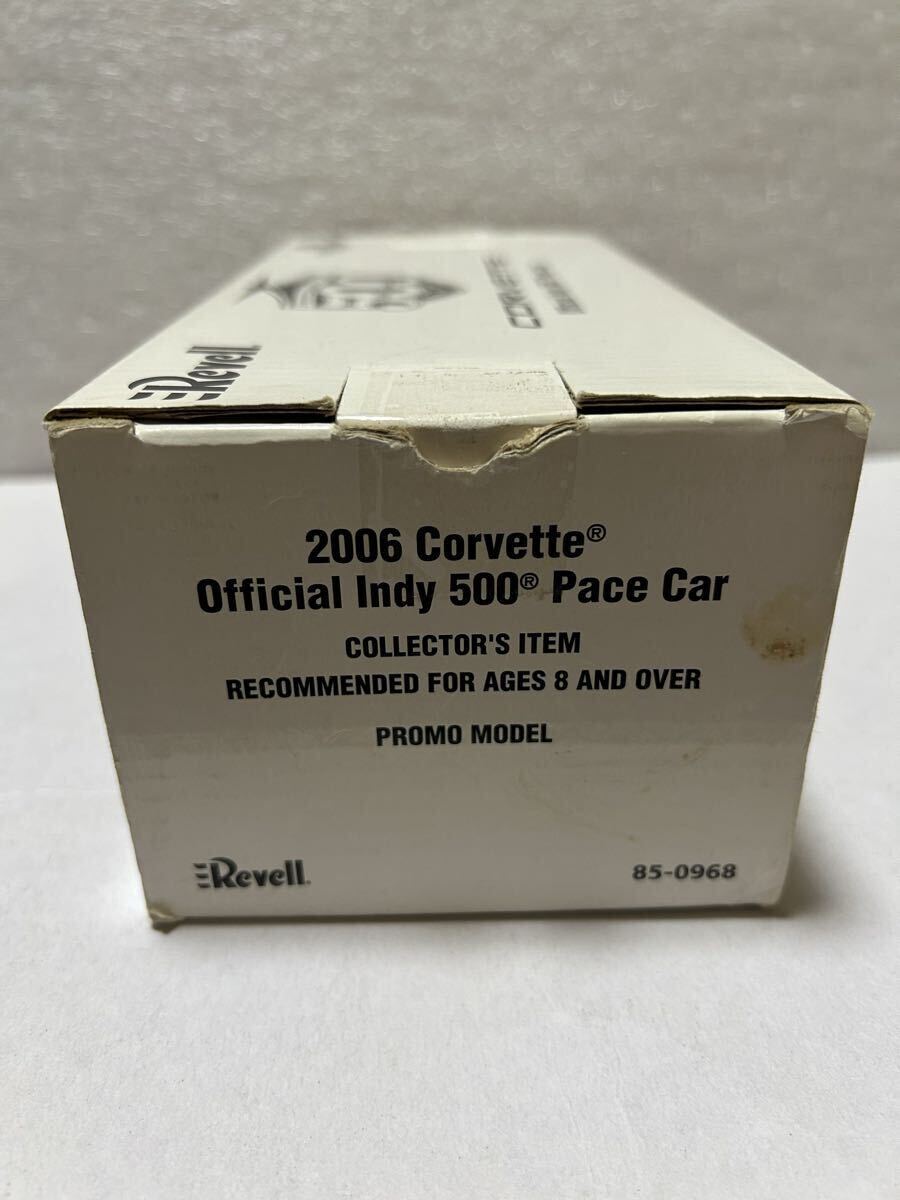 Revell
CORVETTE
2006 Corvette®
Official Indy 500® Pace Car
COLLECTOR'S ITEM
RECOMMENDED FOR AGES 8 AND OVER
PROMO MODEL
Revell.
85-0968